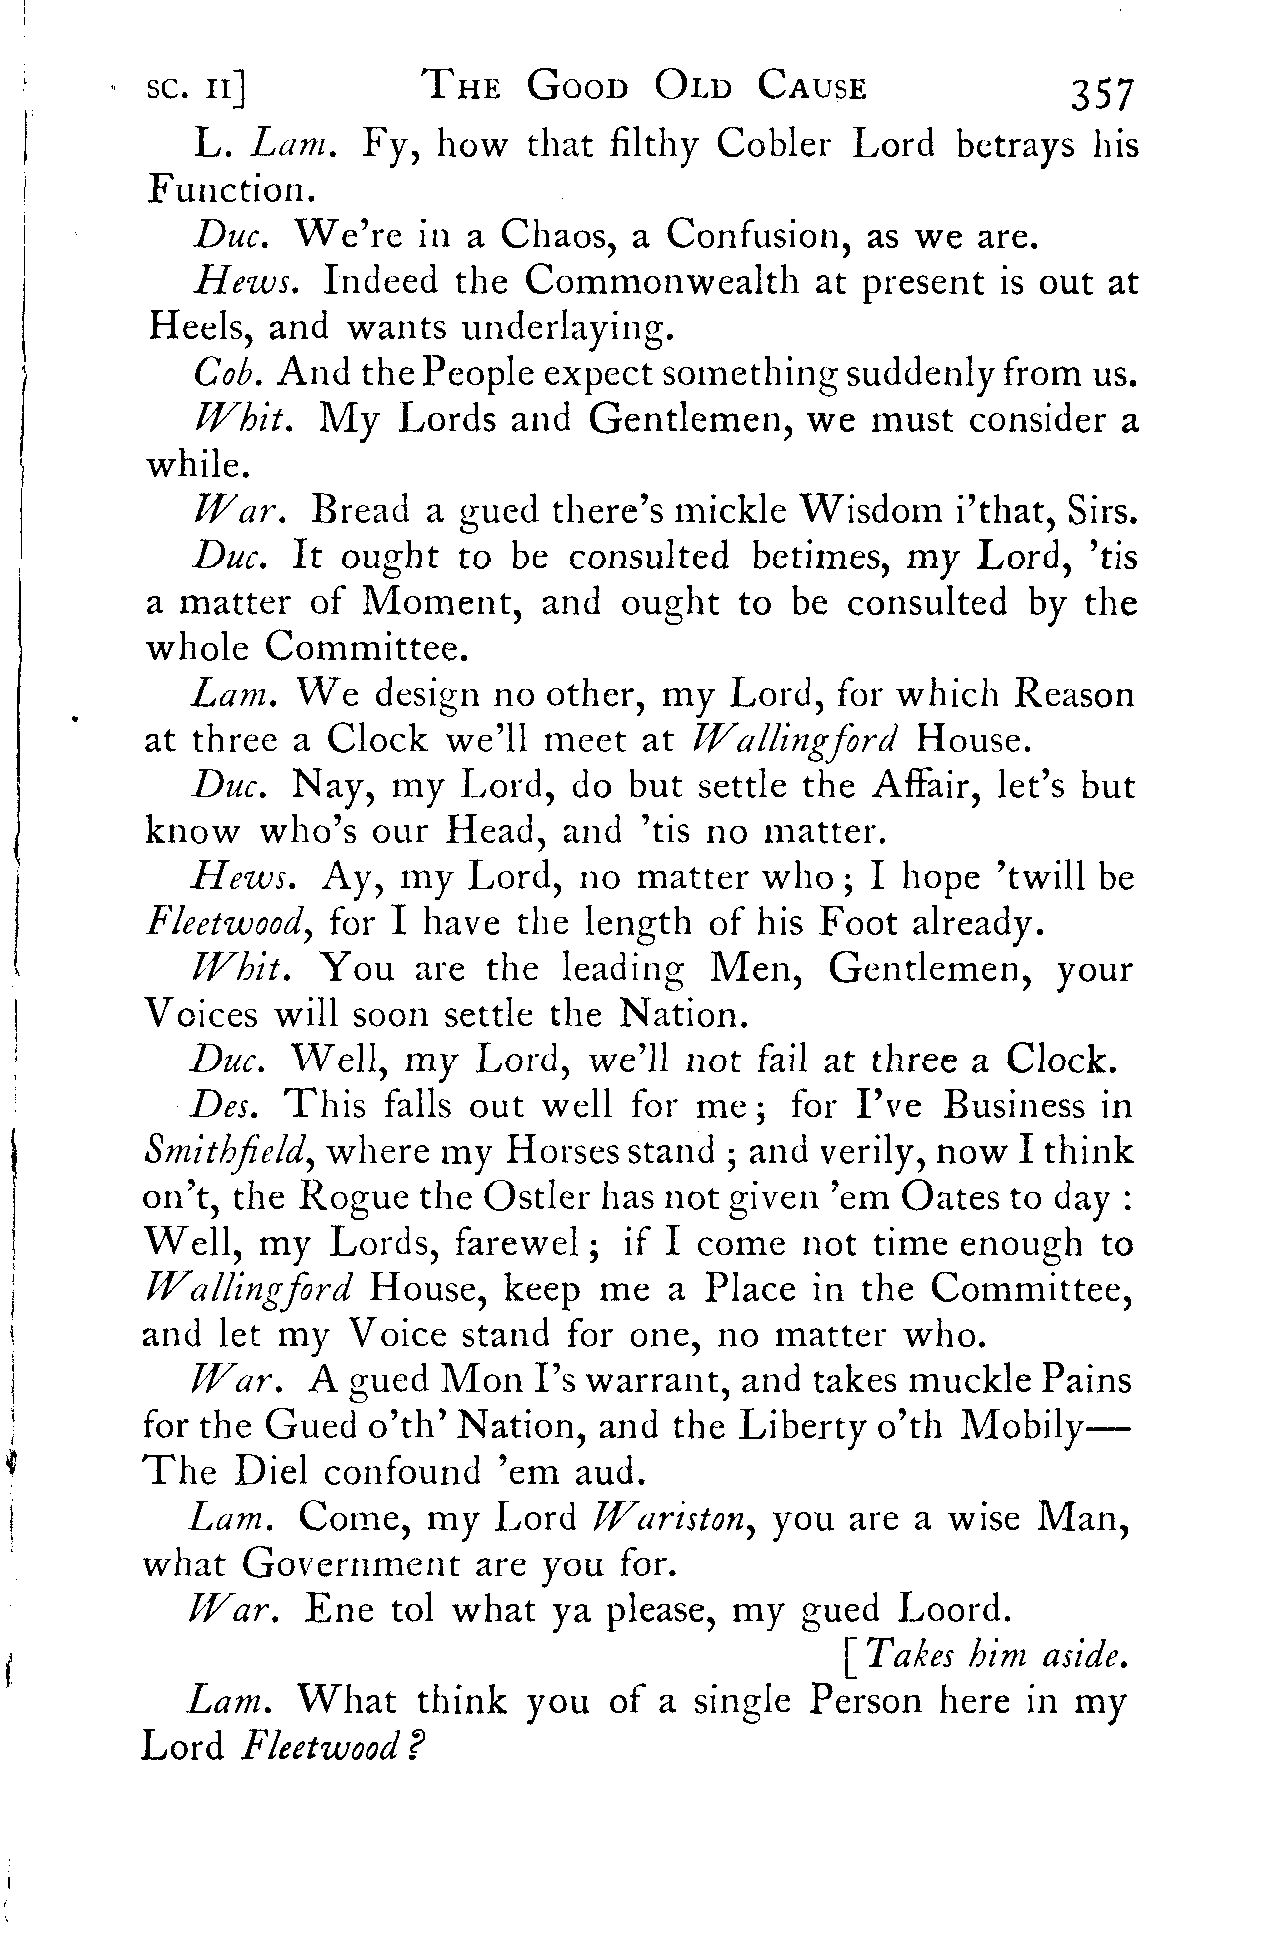 SC. II] THE GOOD OLD CAUSE 357
L. Lam. Fy, how that filthy Cobler Lord betrays his
Function.
Duc. We're in a Chaos, a Confusion, as we are.
Hews. Indeed the Commonwealth at present is out at
Heels, and wants underlaying.
Cob. And the People expect something suddenly from us.
Whit. My Lords and Gentlemen, we must consider a
while.
War. Bread a gued there's mickle Wisdom i'that, Sirs.
Duc. It ought to be consulted betimes, my Lord, 'tis
a matter of Moment, and ought to be consulted by the
whole Committee.
Lam. We design no other, my Lord, for which Reason
at three a Clock we'll meet at Wallingford House.
Duc. Nay, my Lord, do but settle the Affair, let's but
know who's our Head, and 'tis no matter.
Hews. Ay, my Lord, no matter who; I hope 'twill be
Fleetwood, for I have the length of his Foot already.
Whit. You are the leading Men, Gentlemen, your
Voices will soon settle the Nation.
Duc. Well, my Lord, we'll not fail at three a Clock.
Des. This falls out well for me; for I've Business in
Smithfield, where my Horses stand; and verily, now I think
on't, the Rogue the Ostler has not given 'em Oates to day:
Well, my Lords, farewel; if I come not time enough to
Wallingford House, keep me a Place in the Committee,
and let my Voice stand for one, no matter who.
War. A gued Mon I's warrant, and takes muckle Pains
for the Gued o'th' Nation, and the Liberty o'th Mobily—
The Diel confound 'em aud.
Lam. Come, my Lord Wariston, you are a wise Man,
what Government are you for.
War. Ene tol what ya please, my gued Loord.
[Takes him aside.
Lam. What think you of a single Person here in my
Lord Fleetwood?